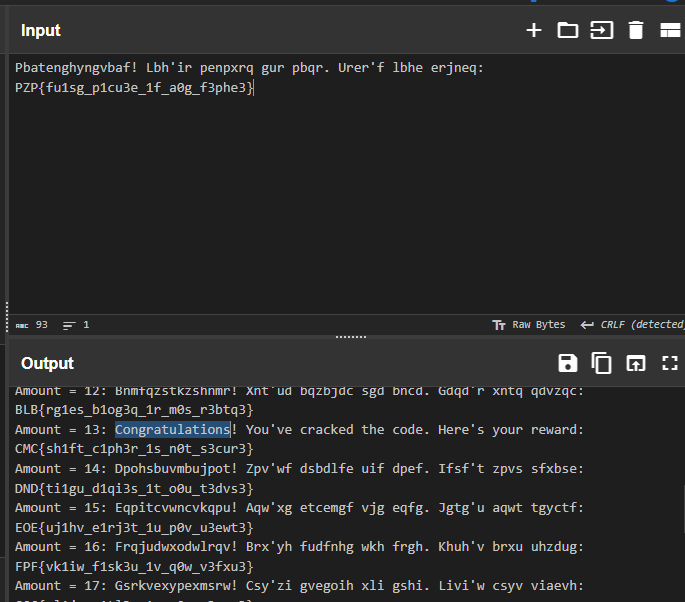 Input
Pbatenghyngvbaf! Lbh'ir penpxrq gur pbqr. Urer'f lbhe erjneq:
PZP{fu1sg_p1cu3e_1f_a0g_f3phe3}
ABC 93 1 Tт Raw Bytes CRLF (detected)
Output
Amount = 12: Bnmfqzstkzshnmr! Xnt'ud bqzbjdc sgd bncd. Gdqd'r xntq qdvzqc:
BLB{rg1es_b1og3q_1r_m0s_r3btq3}
Amount = 13: Congratulations! You've cracked the code. Here's your reward:
CMC{sh1ft_c1ph3r_1s_n0t_s3cur3}
Amount = 14: Dpohsbuvmbujpot! Zpv'wf dsbdlfe uif dpef. Ifsf't zpvs sfxbse:
DND{ti1gu_d1qi3s_1t_o0u_t3dvs3}
Amount = 15: Eqpitcvwncvkqpu! Aqw'xg etcemgf vjg eqfg. Jgtg'u aqwt tgyctf:
EOE{uj1hv_e1rj3t_1u_p0v_u3ewt3}
Amount = 16: Frqjudwxodwlrqv! Brx'yh fudfnhg wkh frgh. Khuh'v brxu uhzdug:
FPF{vk1iw_f1sk3u_1v_q0w_v3fxu3}
Amount = 17: Gsrkvexypexmsrw! Csy'zi gvegoih xli gshi. Livi'w csyv viaevh: